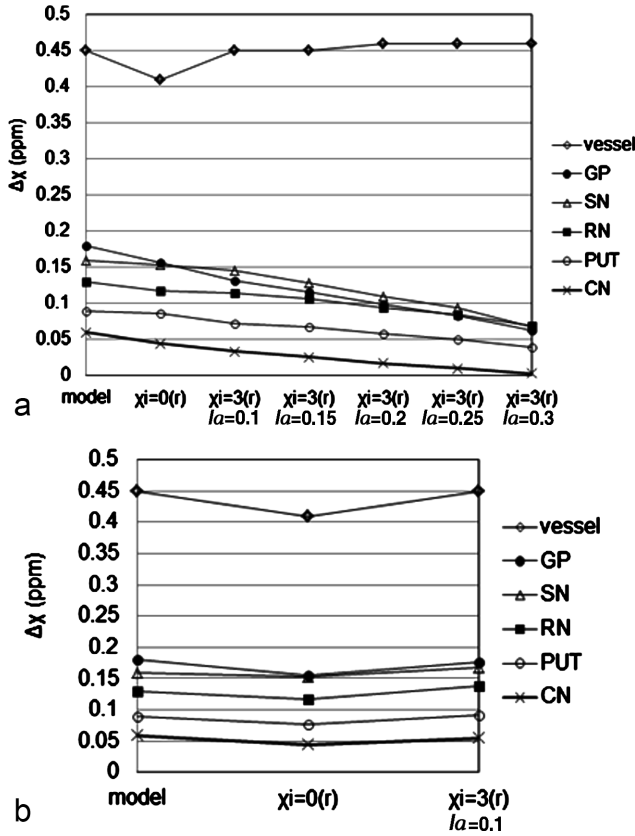 0.5
0.45
0.4
0.35
0.3
0.25
0.2
0.15
0.1
0.05
0
Δχ (ppm)
model χi=0(r) χi=3(r) χi=3(r) χi=3(r) χi=3(r) χi=3(r)
la=0.1 la=0.15 la=0.2 la=0.25 la=0.3
vessel
GP
SN
RN
PUT
CN
a
0.5
0.45
0.4
0.35
0.3
0.25
0.2
0.15
0.1
0.05
0
Δχ (ppm)
model χi=0(r) χi=3(r)
la=0.1
vessel
GP
SN
RN
PUT
CN
b